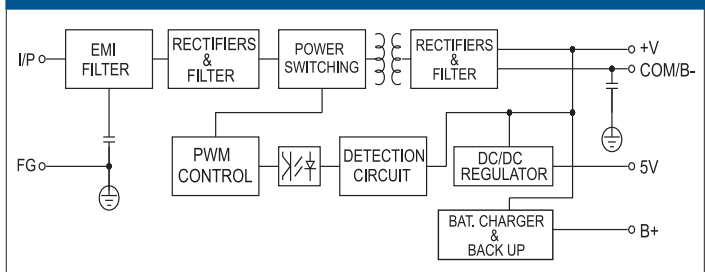 I/P
EMI
FILTER
RECTIFIERS
&
FILTER
POWER
SWITCHING
RECTIFIERS
&
FILTER
+V
COM/B-
FG
PWM
CONTROL
DETECTION
CIRCUIT
DC/DC
REGULATOR
5V
BAT. CHARGER
&
BACK UP
B+